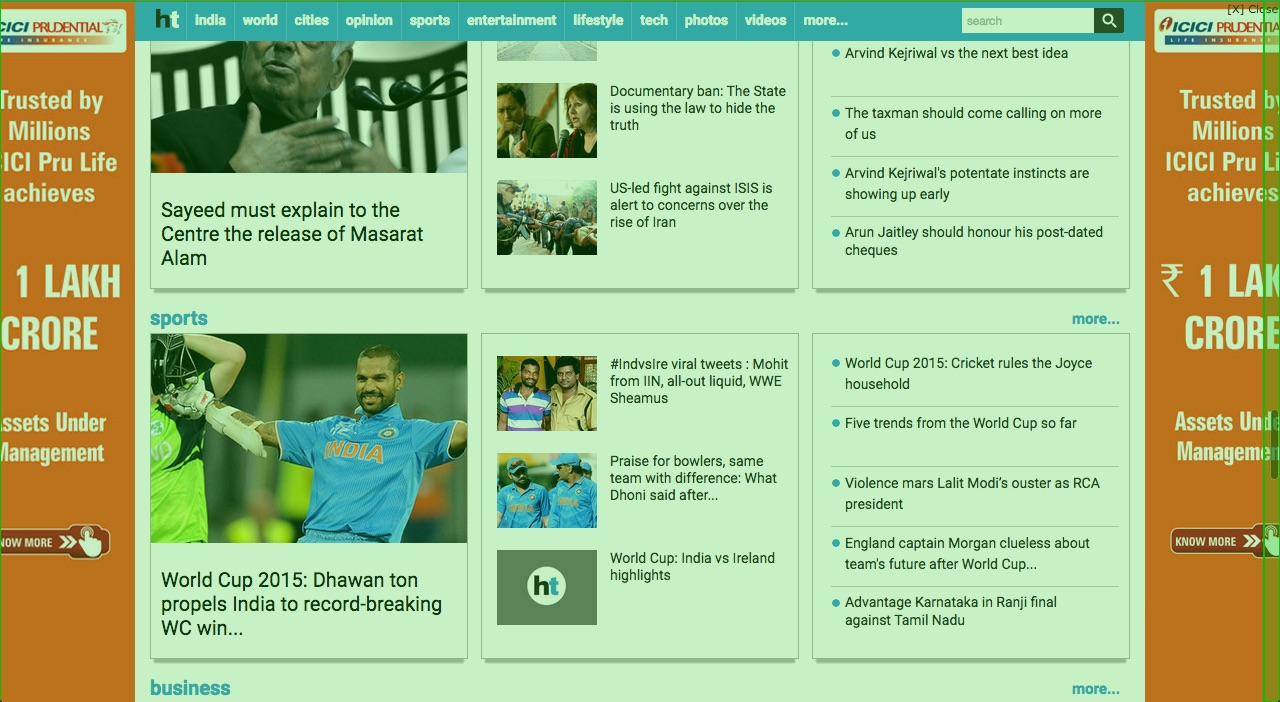 ht india world cities opinion sports entertainment lifestyle tech photos videos more... search
[X] Close
ICICI PRUDENTIAL
LIFE INSURANCE
Trusted by
Millions
ICICI Pru Life
achieves
1 LAKH
CRORE
Assets Under
Management
KNOW MORE
Sayeed must explain to the
Centre the release of Masarat
Alam
Documentary ban: The State
is using the law to hide the
truth
US-led fight against ISIS is
alert to concerns over the
rise of Iran
Arvind Kejriwal vs the next best idea
The taxman should come calling on more
of us
Arvind Kejriwal's potentate instincts are
showing up early
Arun Jaitley should honour his post-dated
cheques
sports
more...
INDIA
World Cup 2015: Dhawan ton
propels India to record-breaking
WC win...
#IndvsIre viral tweets : Mohit
from IIN, all-out liquid, WWE
Sheamus
Praise for bowlers, same
team with difference: What
Dhoni said after...
ht
World Cup: India vs Ireland
highlights
World Cup 2015: Cricket rules the Joyce
household
Five trends from the World Cup so far
Violence mars Lalit Modi’s ouster as RCA
president
England captain Morgan clueless about
team's future after World Cup...
Advantage Karnataka in Ranji final
against Tamil Nadu
business
more...
ICICI PRUDENTIAL
LIFE INSURANCE
Trusted by
Millions
ICICI Pru Li
achieves
₹ 1 LAK
CRORE
Assets Unde
Managemen
KNOW MORE